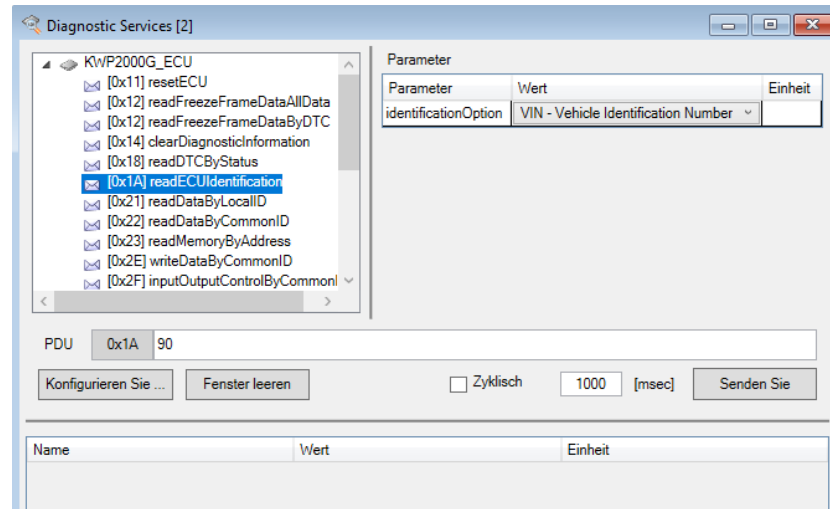 Diagnostic Services [2]
KWP2000G_ECU
[0x11] resetECU
[0x12] readFreezeFrameDataAllData
[0x12] readFreezeFrameDataByDTC
[0x14] clearDiagnosticInformation
[0x18] readDTCByStatus
[0x1A] readECUIdentification
[0x21] readDataByLocalID
[0x22] readDataByCommonID
[0x23] readMemoryByAddress
[0x2E] writeDataByCommonID
[0x2F] inputOutputControlByCommonI
Parameter
Parameter Wert Einheit
identificationOption VIN - Vehicle Identification Number
PDU 0x1A 90
Konfigurieren Sie ... Fenster leeren Zyklisch 1000 [msec] Senden Sie
Name Wert Einheit